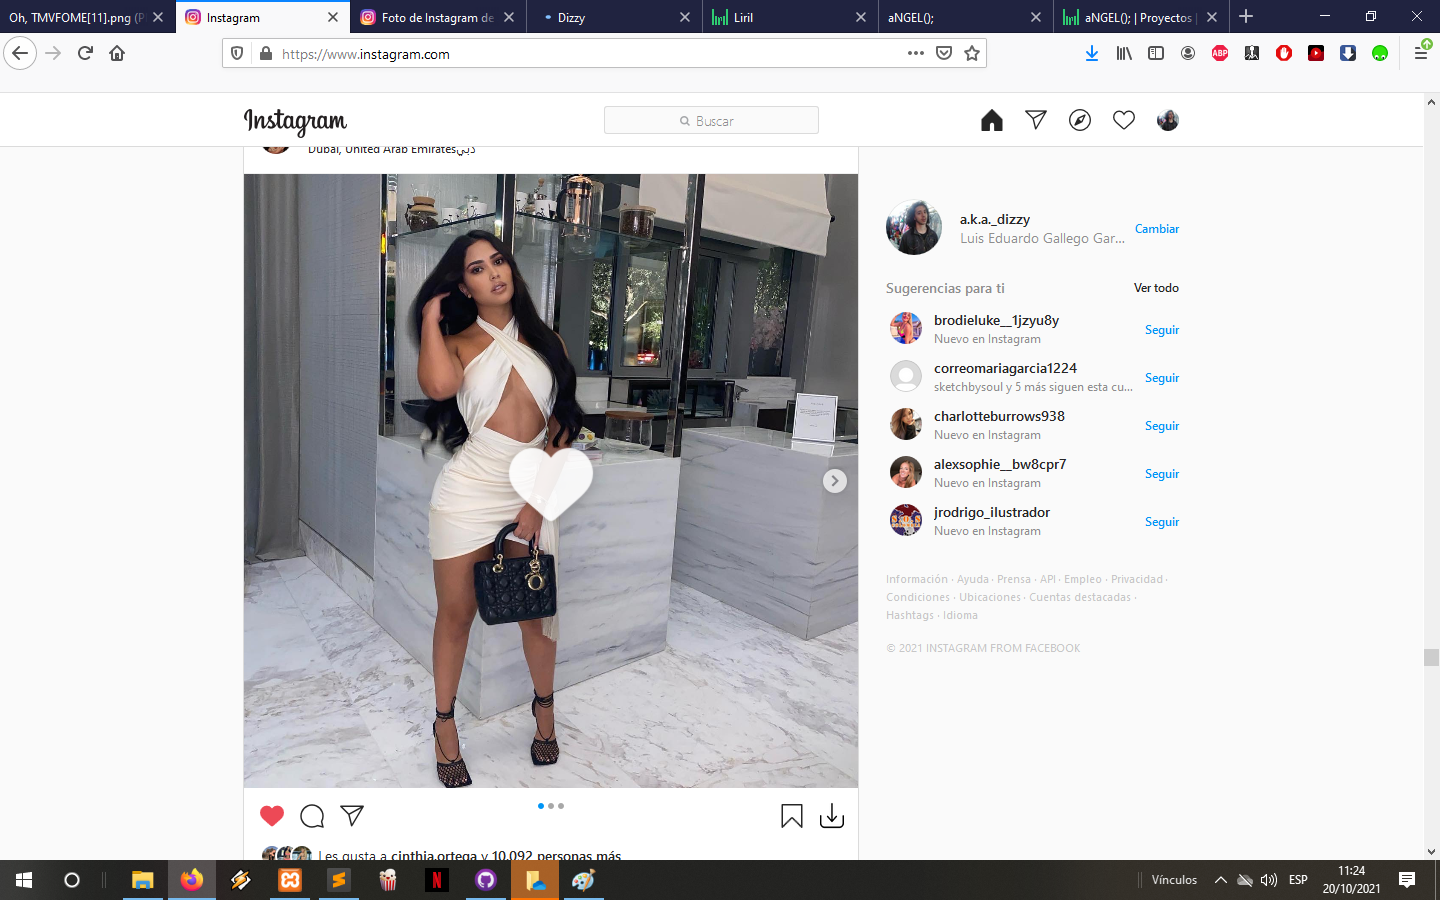 Oh, TMVFOME[11].png (P
Instagram
Foto de Instagram de
Dizzy
Liril
aNGEL();
aNGEL(); | Proyectos |
https://www.instagram.com
ABP
Instagram
Buscar
Dubai, United Arab Emiratesدبي
a.k.a._dizzy
Luis Eduardo Gallego Gar...
Cambiar
Sugerencias para ti
Ver todo
brodieluke__1jzyu8y
Nuevo en Instagram
Seguir
correomariagarcia1224
sketchbysoul y 5 más siguen esta cu...
Seguir
charlotteburrows938
Nuevo en Instagram
Seguir
alexsophie__bw8cpr7
Nuevo en Instagram
Seguir
jrodrigo_ilustrador
Nuevo en Instagram
Seguir
Información · Ayuda · Prensa · API · Empleo · Privacidad ·
Condiciones · Ubicaciones · Cuentas destacadas ·
Hashtags · Idioma
© 2021 INSTAGRAM FROM FACEBOOK
Les gusta a cinthia.ortega y 10,092 personas más
Vínculos
ESP
11:24
20/10/2021